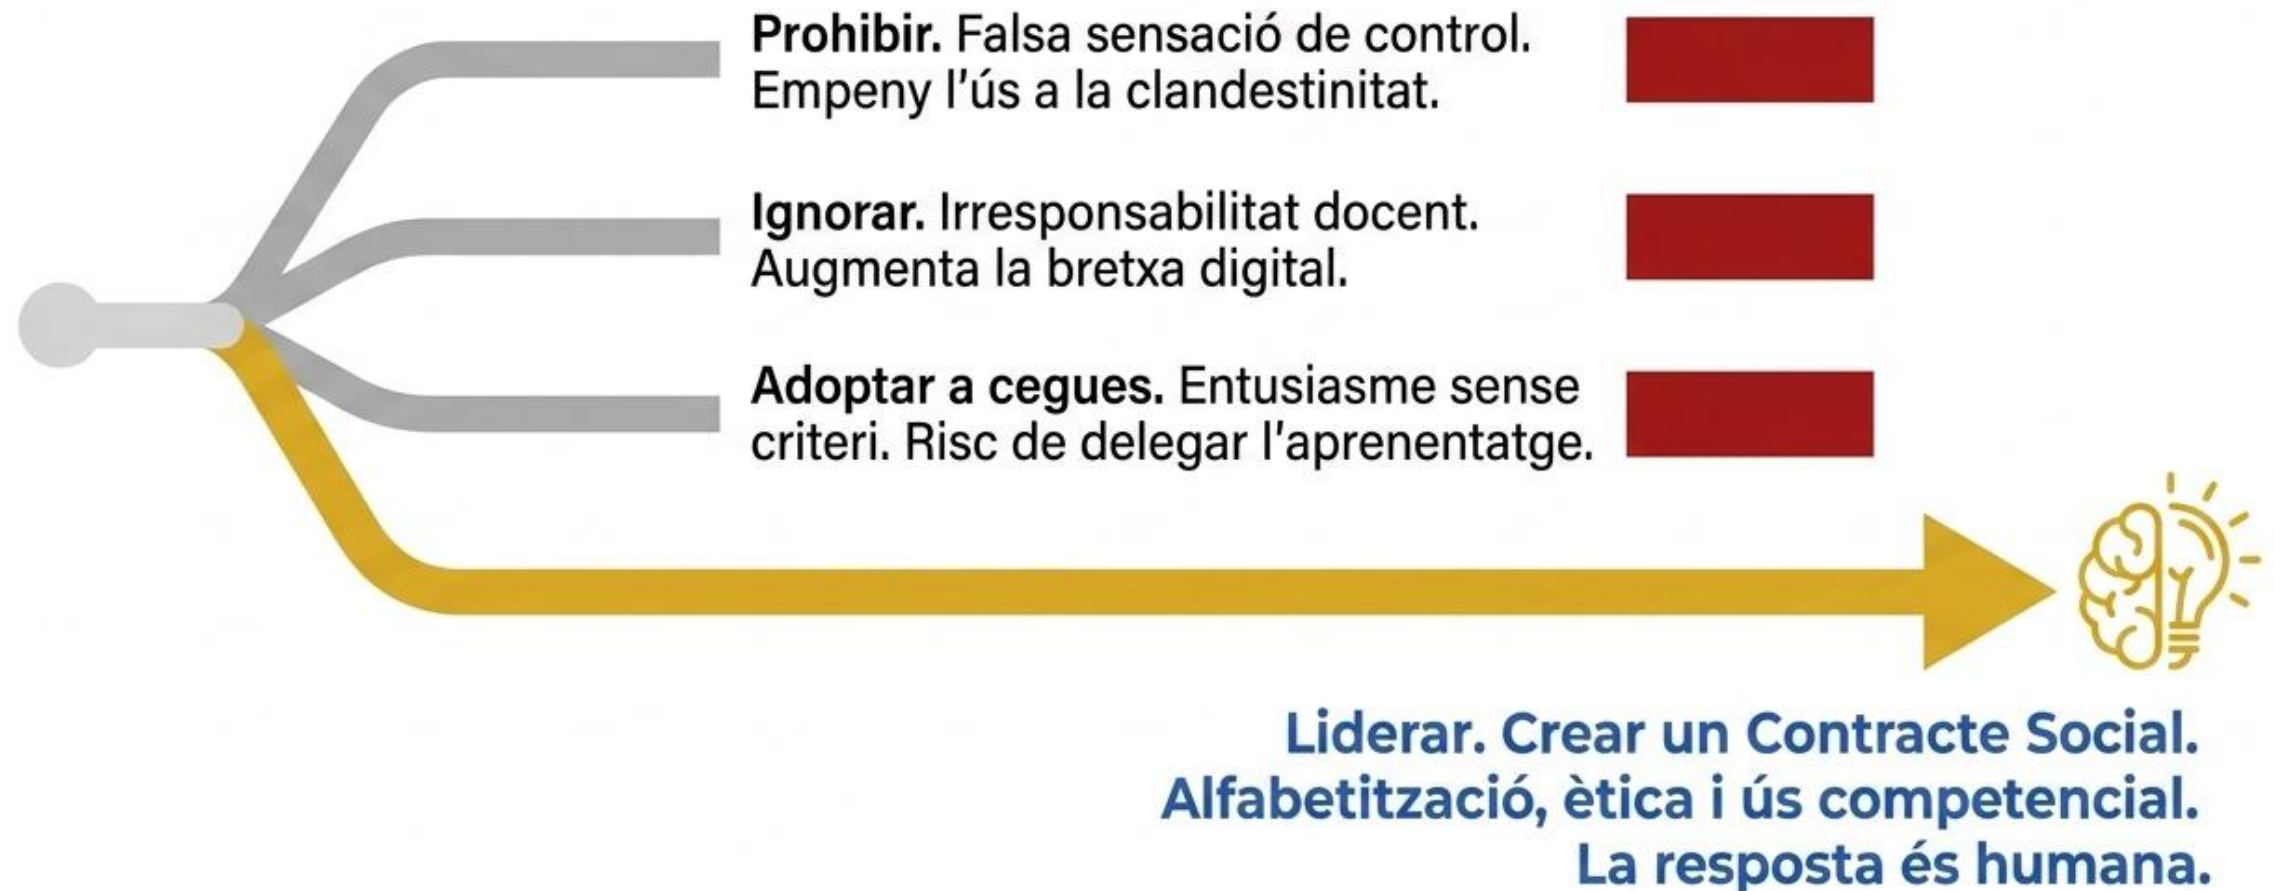 Prohibir. Falsa sensació de control.
Empeny l'ús a la clandestinitat.
Ignorar. Irresponsabilitat docent.
Augmenta la bretxa digital.
Adoptar a cegues. Entusiasme sense
criteri. Risc de delegar l'aprenentatge.
Liderar. Crear un Contracte Social.
Alfabetització, ètica i ús competencial.
La resposta és humana.